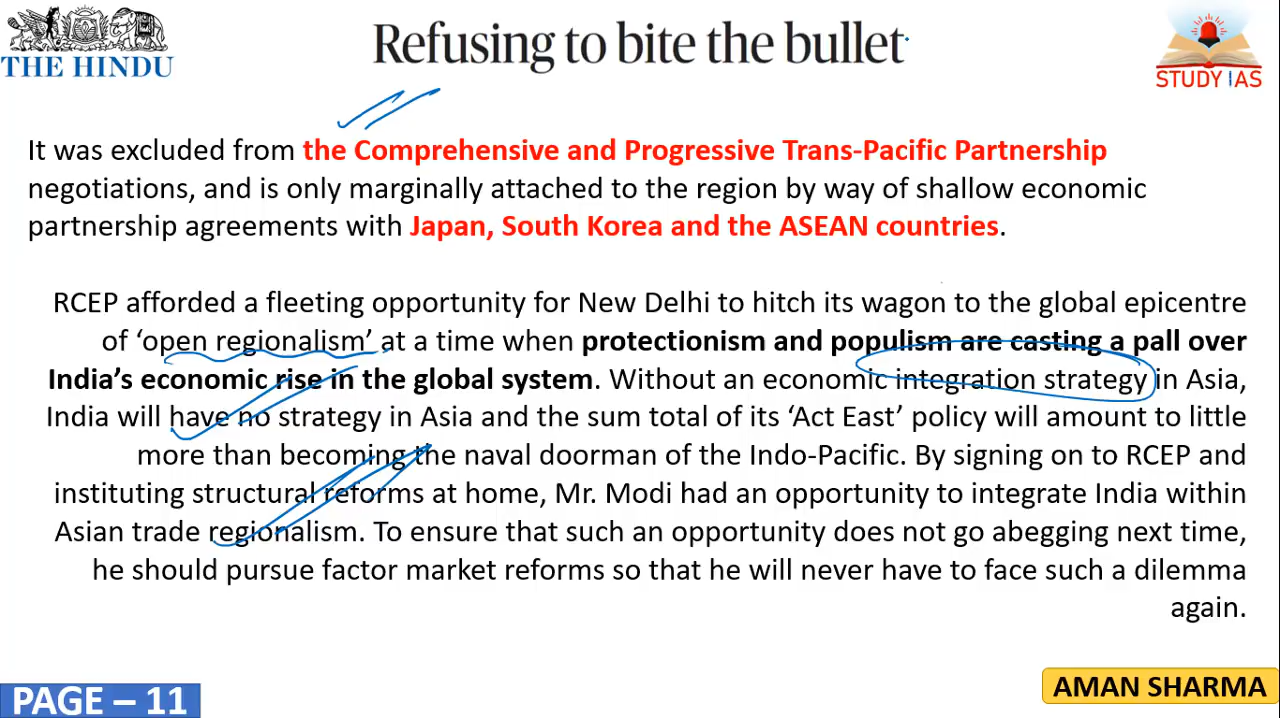 THE HINDU
Refusing to bite the bullet
STUDY IAS
It was excluded from the Comprehensive and Progressive Trans-Pacific Partnership
negotiations, and is only marginally attached to the region by way of shallow economic
partnership agreements with Japan, South Korea and the ASEAN countries.
RCEP afforded a fleeting opportunity for New Delhi to hitch its wagon to the global epicentre
of ‘open regionalism’ at a time when protectionism and populism are casting a pall over
India’s economic rise in the global system. Without an economic integration strategy in Asia,
India will have no strategy in Asia and the sum total of its ‘Act East’ policy will amount to little
more than becoming the naval doorman of the Indo-Pacific. By signing on to RCEP and
instituting structural reforms at home, Mr. Modi had an opportunity to integrate India within
Asian trade regionalism. To ensure that such an opportunity does not go abegging next time,
he should pursue factor market reforms so that he will never have to face such a dilemma
again.
PAGE – 11
AMAN SHARMA